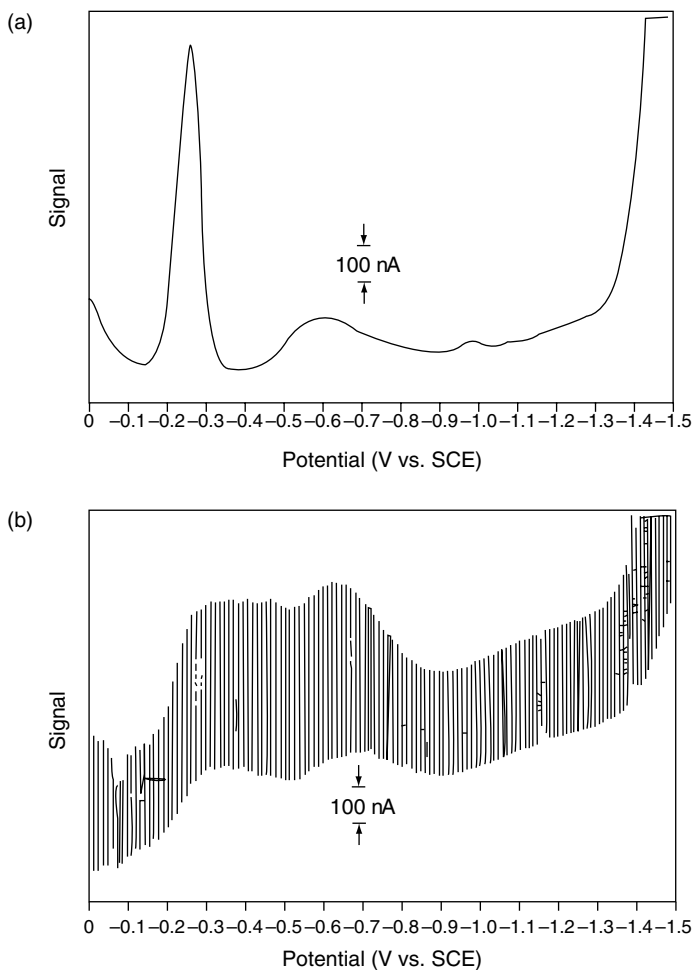 (a)
Signal
100 nA
0 –0.1 –0.2 –0.3 –0.4 –0.5 –0.6 –0.7 –0.8 –0.9 –1.0 –1.1 –1.2 –1.3 –1.4 –1.5
Potential (V vs. SCE)
(b)
Signal
100 nA
0 –0.1 –0.2 –0.3 –0.4 –0.5 –0.6 –0.7 –0.8 –0.9 –1.0 –1.1 –1.2 –1.3 –1.4 –1.5
Potential (V vs. SCE)